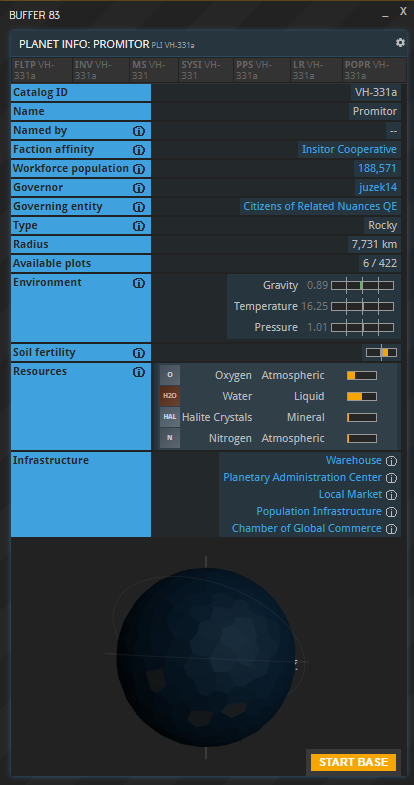 BUFFER 83
_ X
PLANET INFO: PROMITOR PLI VH-331a
FLTP VH-331a INV VH-331a MS VH-331 SYSI VH-331 PPS VH-331a LR VH-331a POPR VH-331a
Catalog ID VH-331a
Name Promitor
Named by --
Faction affinity Insitor Cooperative
Workforce population 188,571
Governor juzek14
Governing entity Citizens of Related Nuances QE
Type Rocky
Radius 7,731 km
Available plots 6 / 422
Environment Gravity 0.89
Temperature 16.25
Pressure 1.01
Soil fertility
Resources O Oxygen Atmospheric
H2O Water Liquid
HAL Halite Crystals Mineral
N Nitrogen Atmospheric
Infrastructure Warehouse
Planetary Administration Center
Local Market
Population Infrastructure
Chamber of Global Commerce
START BASE